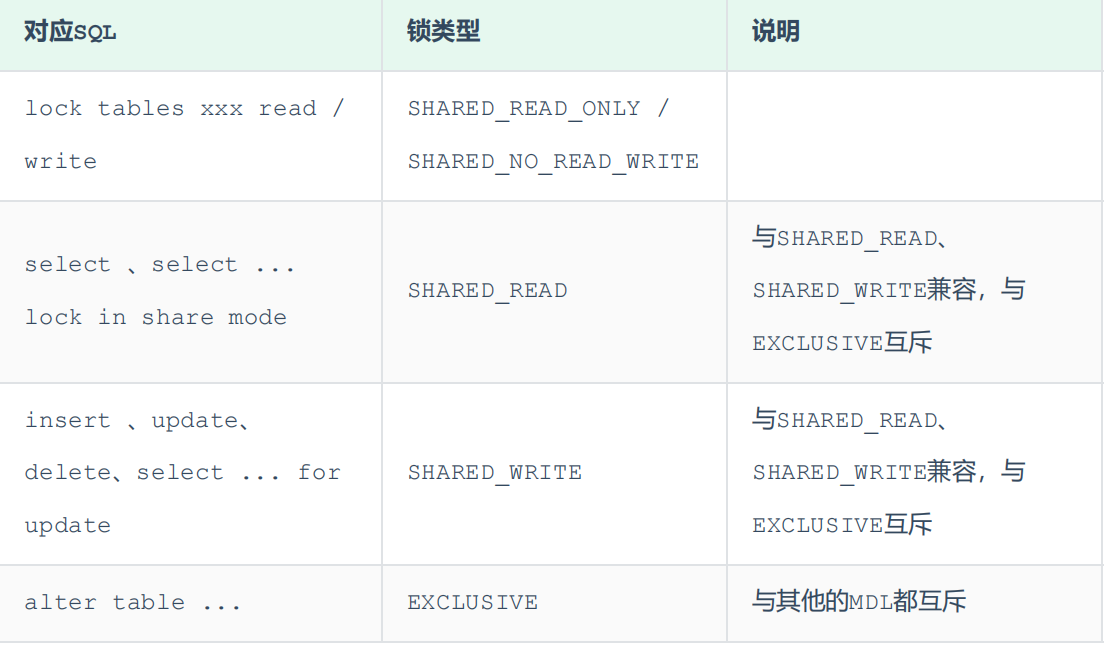 对应SQL 锁类型 说明
lock tables xxx read /
write
SHARED_READ_ONLY /
SHARED_NO_READ_WRITE
select 、select ...
lock in share mode
SHARED_READ
与SHARED_READ、
SHARED_WRITE兼容，与
EXCLUSIVE互斥
insert 、update、
delete、select ... for
update
SHARED_WRITE
与SHARED_READ、
SHARED_WRITE兼容，与
EXCLUSIVE互斥
alter table ... EXCLUSIVE 与其他的MDL都互斥